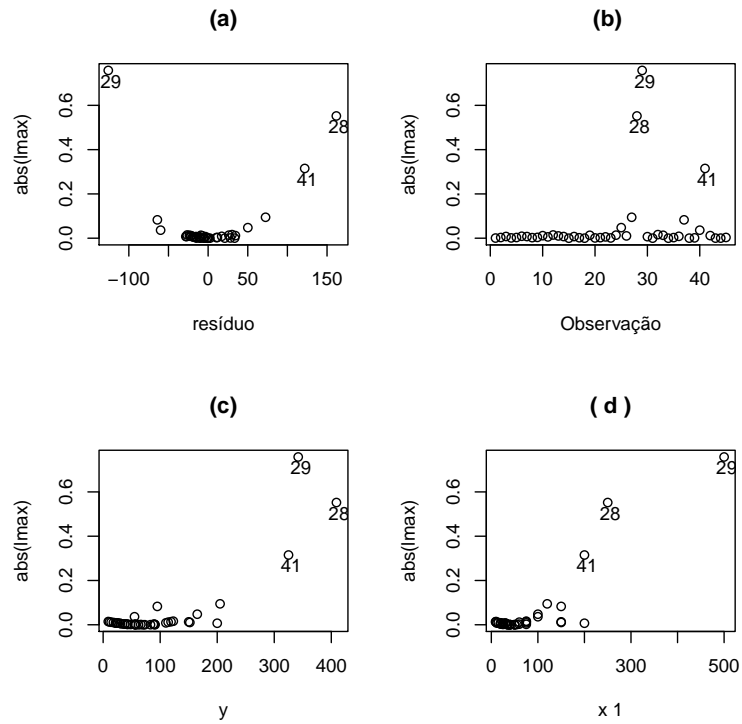 (a)
abs(lmax)
0.0 0.2 0.4 0.6
29
28
41
−100 0 50 150
resíduo
(b)
abs(lmax)
0.0 0.2 0.4 0.6
29
28
41
0 10 20 30 40
Observação
(c)
abs(lmax)
0.0 0.2 0.4 0.6
29
28
41
0 100 200 300 400
y
( d )
abs(lmax)
0.0 0.2 0.4 0.6
29
28
41
0 100 300 500
x 1